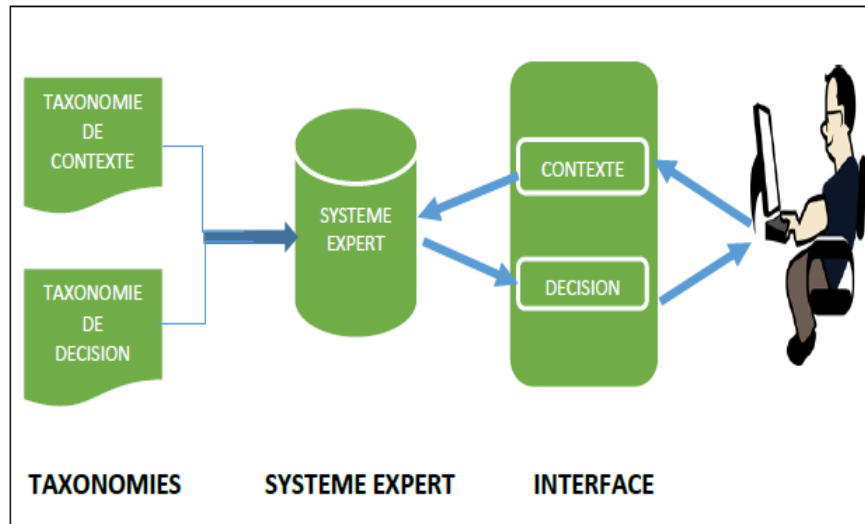 TAXONOMIE
DE
CONTEXTE
TAXONOMIE
DE
DECISION
SYSTEME
EXPERT
CONTEXTE
DECISION
TAXONOMIES
SYSTEME EXPERT
INTERFACE